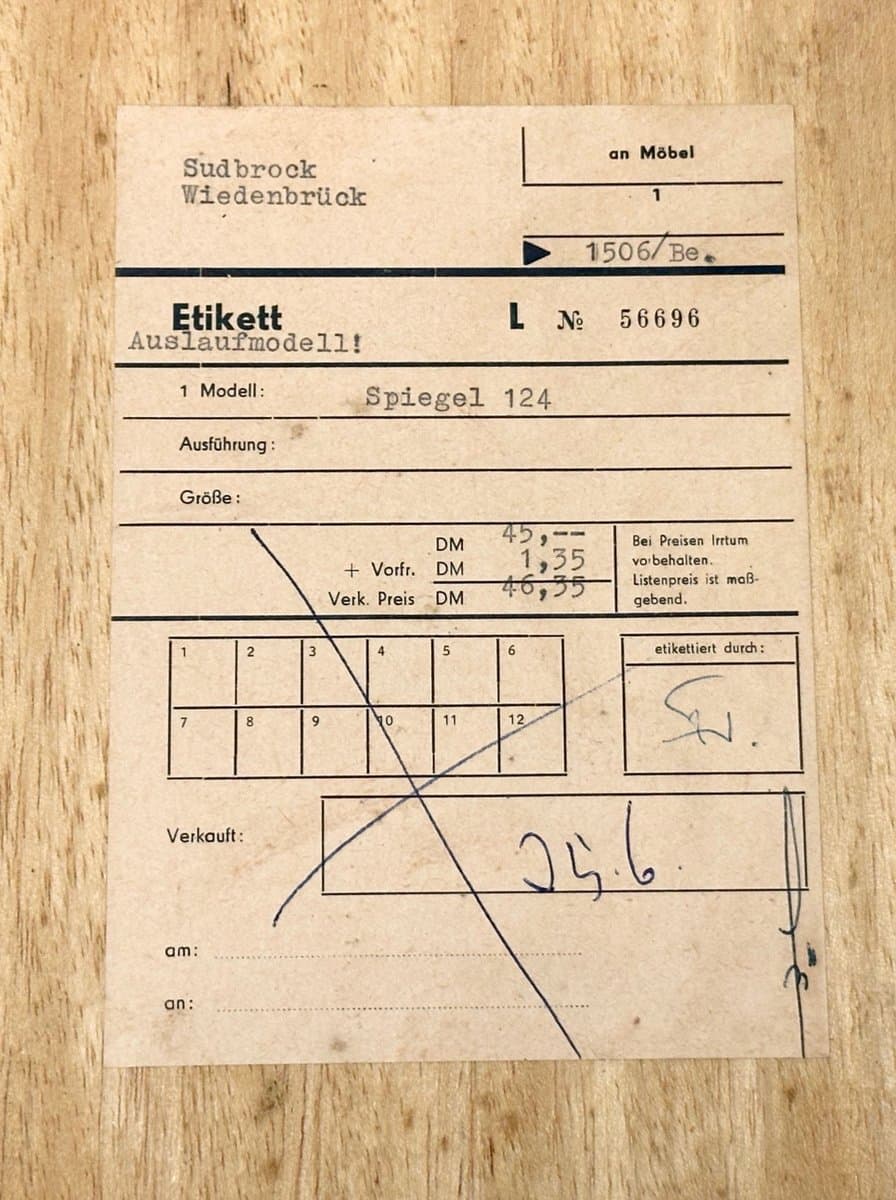 Sudbrock
Wiedenbrück
an Möbel
1
1506/Be.
Etikett
L № 56696
Auslaufmodell!
1 Modell: Spiegel 124
Ausführung:
Größe:
DM 45,--
+ Vorfr. DM 1,35
Verk. Preis DM 46,35
Bei Preisen Irrtum
vorbehalten.
Listenpreis ist maß-
gebend.
1 2 3 4 5 6
7 8 9 10 11 12
etikettiert durch:
Verkauft: 25.6.
am:
an: